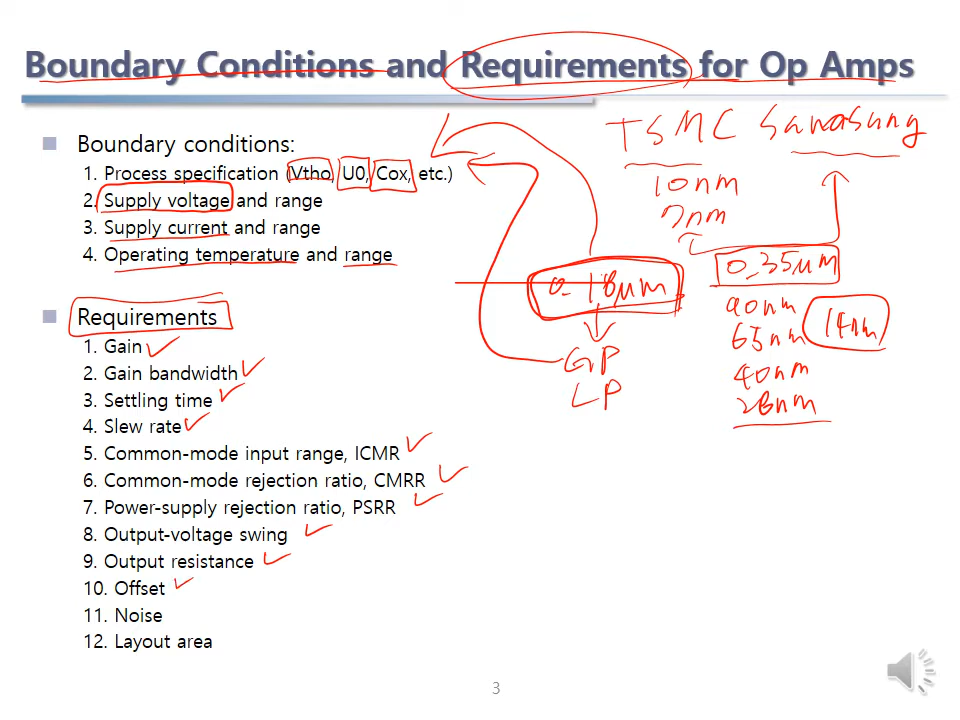 Boundary Conditions and Requirements for Op Amps
Boundary conditions:
1. Process specification (Vtho, U0, Cox, etc.)
2. Supply voltage and range
3. Supply current and range
4. Operating temperature and range
Requirements
1. Gain
2. Gain bandwidth
3. Settling time
4. Slew rate
5. Common-mode input range, ICMR
6. Common-mode rejection ratio, CMRR
7. Power-supply rejection ratio, PSRR
8. Output-voltage swing
9. Output resistance
10. Offset
11. Noise
12. Layout area
TSMC Samsung
10nm
7nm
0.35μm
0.18μm
90nm
65nm 14nm
40nm
28nm
GP
LP
3